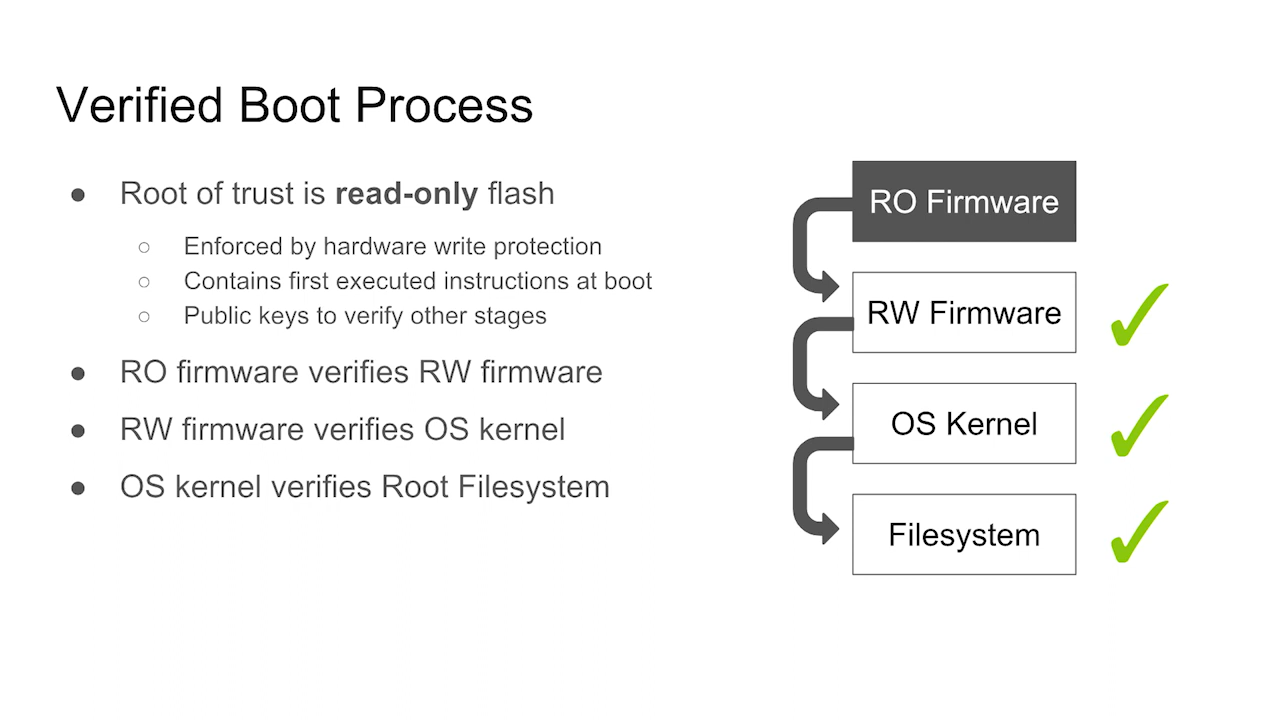 Verified Boot Process
● Root of trust is read-only flash
○ Enforced by hardware write protection
○ Contains first executed instructions at boot
○ Public keys to verify other stages
● RO firmware verifies RW firmware
● RW firmware verifies OS kernel
● OS kernel verifies Root Filesystem
RO Firmware
RW Firmware
OS Kernel
Filesystem